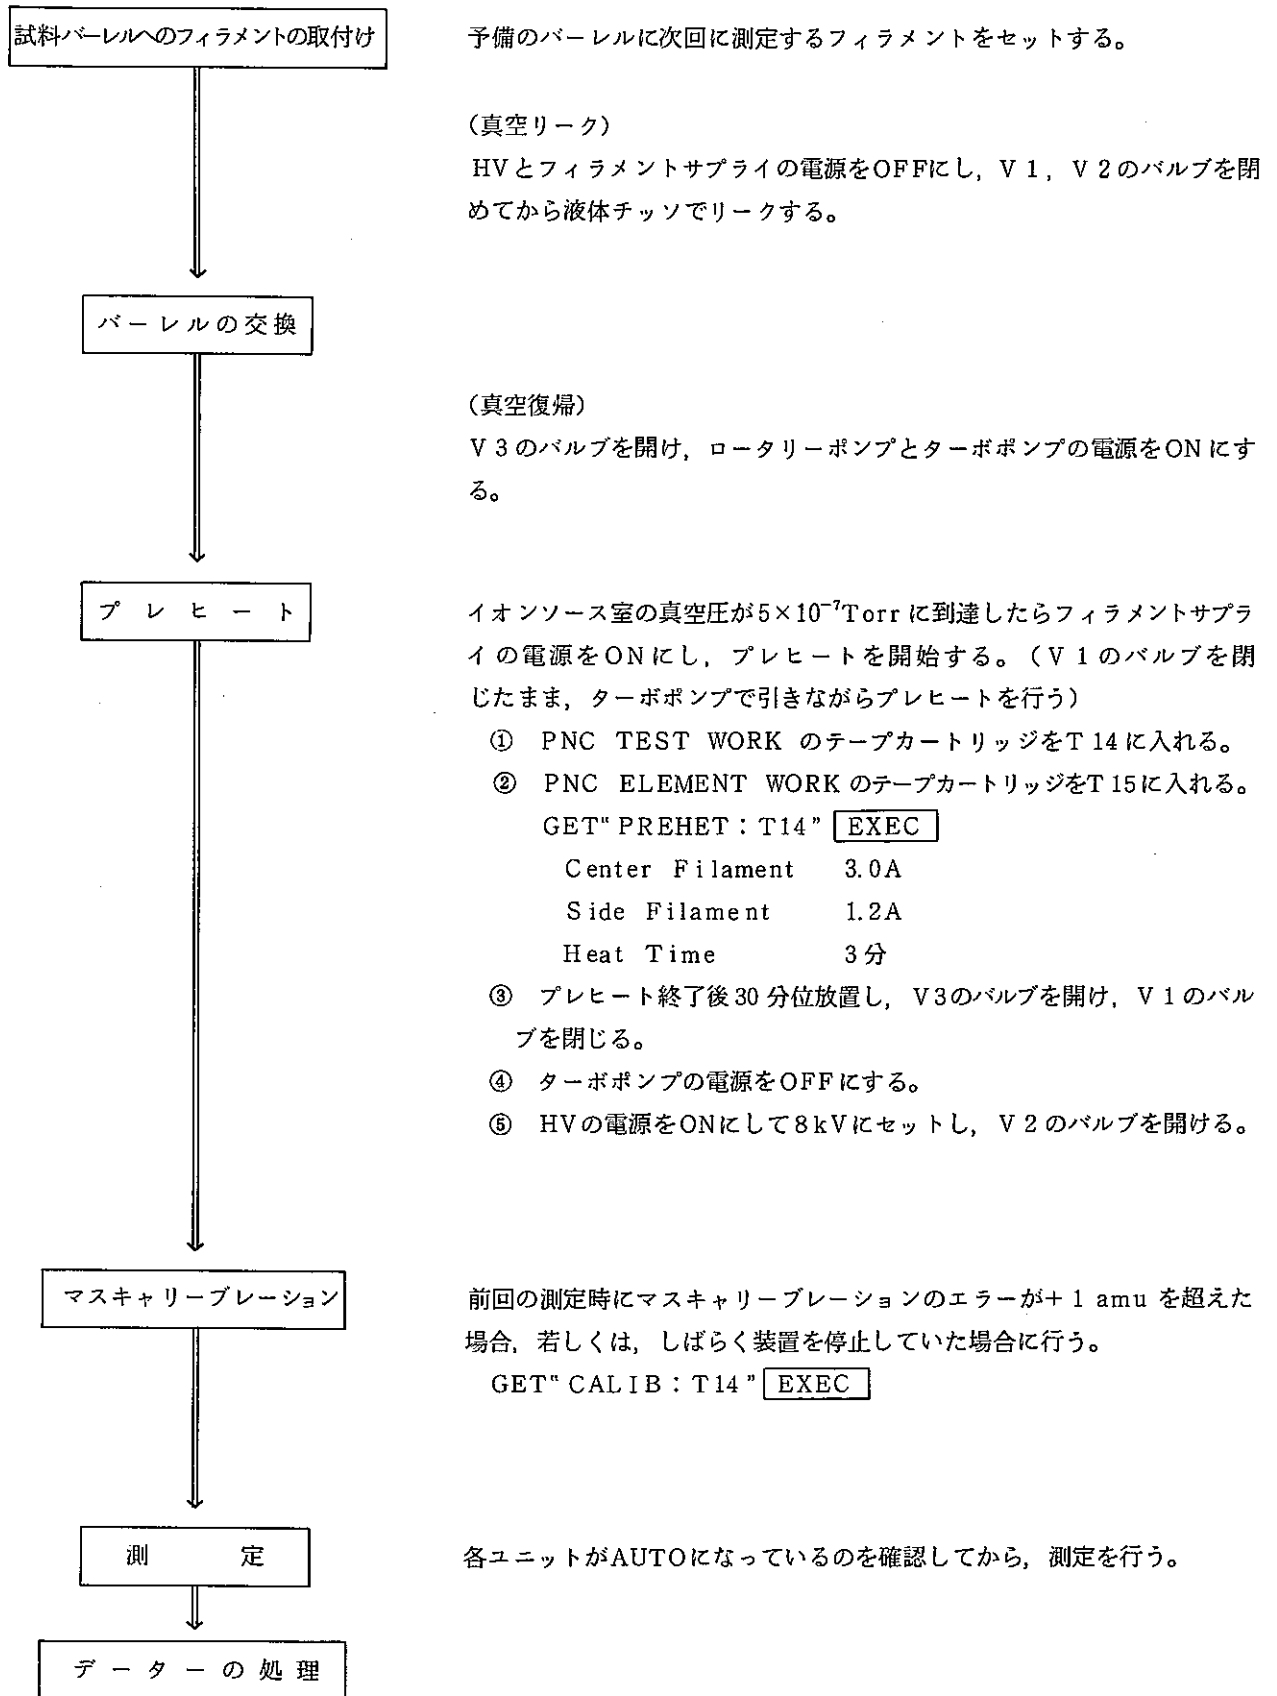 試料バーレルへのフィラメントの取付け
予備のバーレルに次回に測定するフィラメントをセットする。
(真空リーク)
HVとフィラメントサプライの電源をOFFにし, V1, V2のバルブを閉
めてから液体チッソでリークする。
バーレルの交換
(真空復帰)
V3のバルブを開け, ロータリーポンプとターボポンプの電源をONにす
る。
プレヒート
イオンソース室の真空圧が5×10⁻⁷Torrに到達したらフィラメントサプラ
イの電源をONにし, プレヒートを開始する。(V1のバルブを閉
じたまま, ターボポンプで引きながらプレヒートを行う)
① PNC TEST WORK のテープカートリッジをT14に入れる。
② PNC ELEMENT WORKのテープカートリッジをT15に入れる。
GET"PREHET:T14" EXEC
Center Filament 3.0A
Side Filament 1.2A
Heat Time 3分
③ プレヒート終了後30分位放置し, V3のバルブを開け, V1のバル
ブを閉じる。
④ ターボポンプの電源をOFFにする。
⑤ HVの電源をONにして8kVにセットし, V2のバルブを開ける。
マスキャリーブレーション
前回の測定時にマスキャリーブレーションのエラーが+1 amuを超えた
場合, 若しくは, しばらく装置を停止していた場合に行う。
GET"CALIB:T14" EXEC
測定
各ユニットがAUTOになっているのを確認してから, 測定を行う。
データーの処理